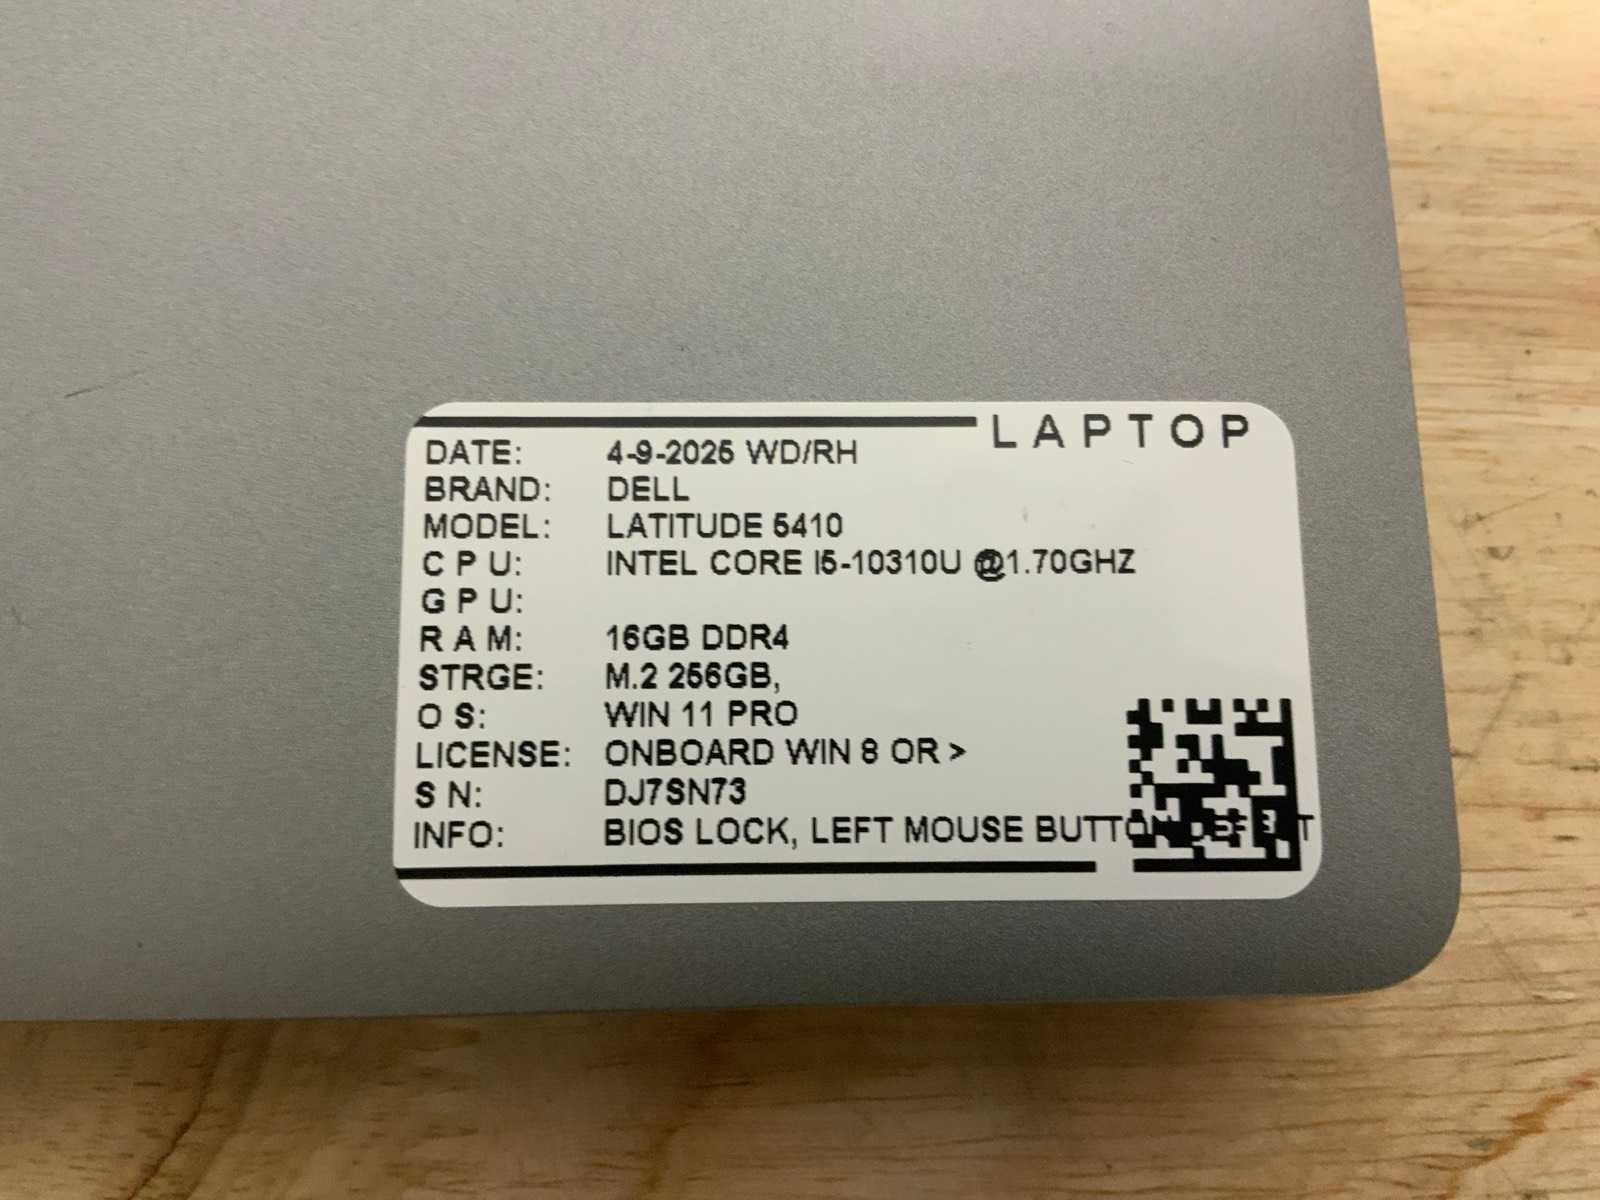 LAPTOP
DATE: 4-9-2025 WD/RH
BRAND: DELL
MODEL: LATITUDE 5410
C P U: INTEL CORE I5-10310U @1.70GHZ
G P U:
R A M: 16GB DDR4
STRGE: M.2 256GB,
O S: WIN 11 PRO
LICENSE: ONBOARD WIN 8 OR >
S N: DJ7SN73
INFO: BIOS LOCK, LEFT MOUSE BUTTON